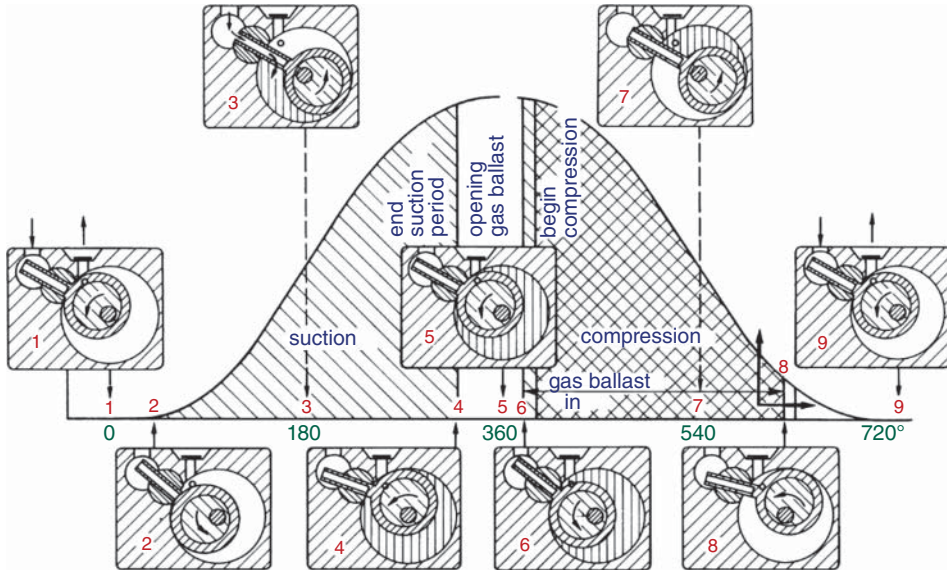 3
7
end
suction
period
opening
gas ballast
begin
compression
1
suction
5
compression
9
8
gas ballast
in
1 2 3 4 5 6 7 9
0 180 360 540 720°
2
4
6
8